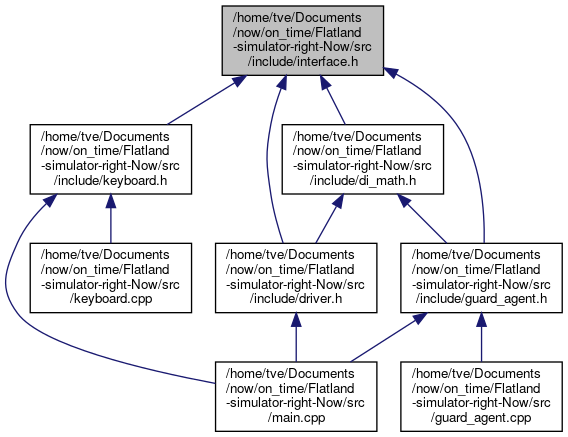 /home/tve/Documents
/now/on_time/Flatland
-simulator-right-Now/src
/include/interface.h
/home/tve/Documents
/now/on_time/Flatland
-simulator-right-Now/src
/include/keyboard.h
/home/tve/Documents
/now/on_time/Flatland
-simulator-right-Now/src
/include/di_math.h
/home/tve/Documents
/now/on_time/Flatland
-simulator-right-Now/src
/keyboard.cpp
/home/tve/Documents
/now/on_time/Flatland
-simulator-right-Now/src
/include/driver.h
/home/tve/Documents
/now/on_time/Flatland
-simulator-right-Now/src
/include/guard_agent.h
/home/tve/Documents
/now/on_time/Flatland
-simulator-right-Now/src
/main.cpp
/home/tve/Documents
/now/on_time/Flatland
-simulator-right-Now/src
/guard_agent.cpp